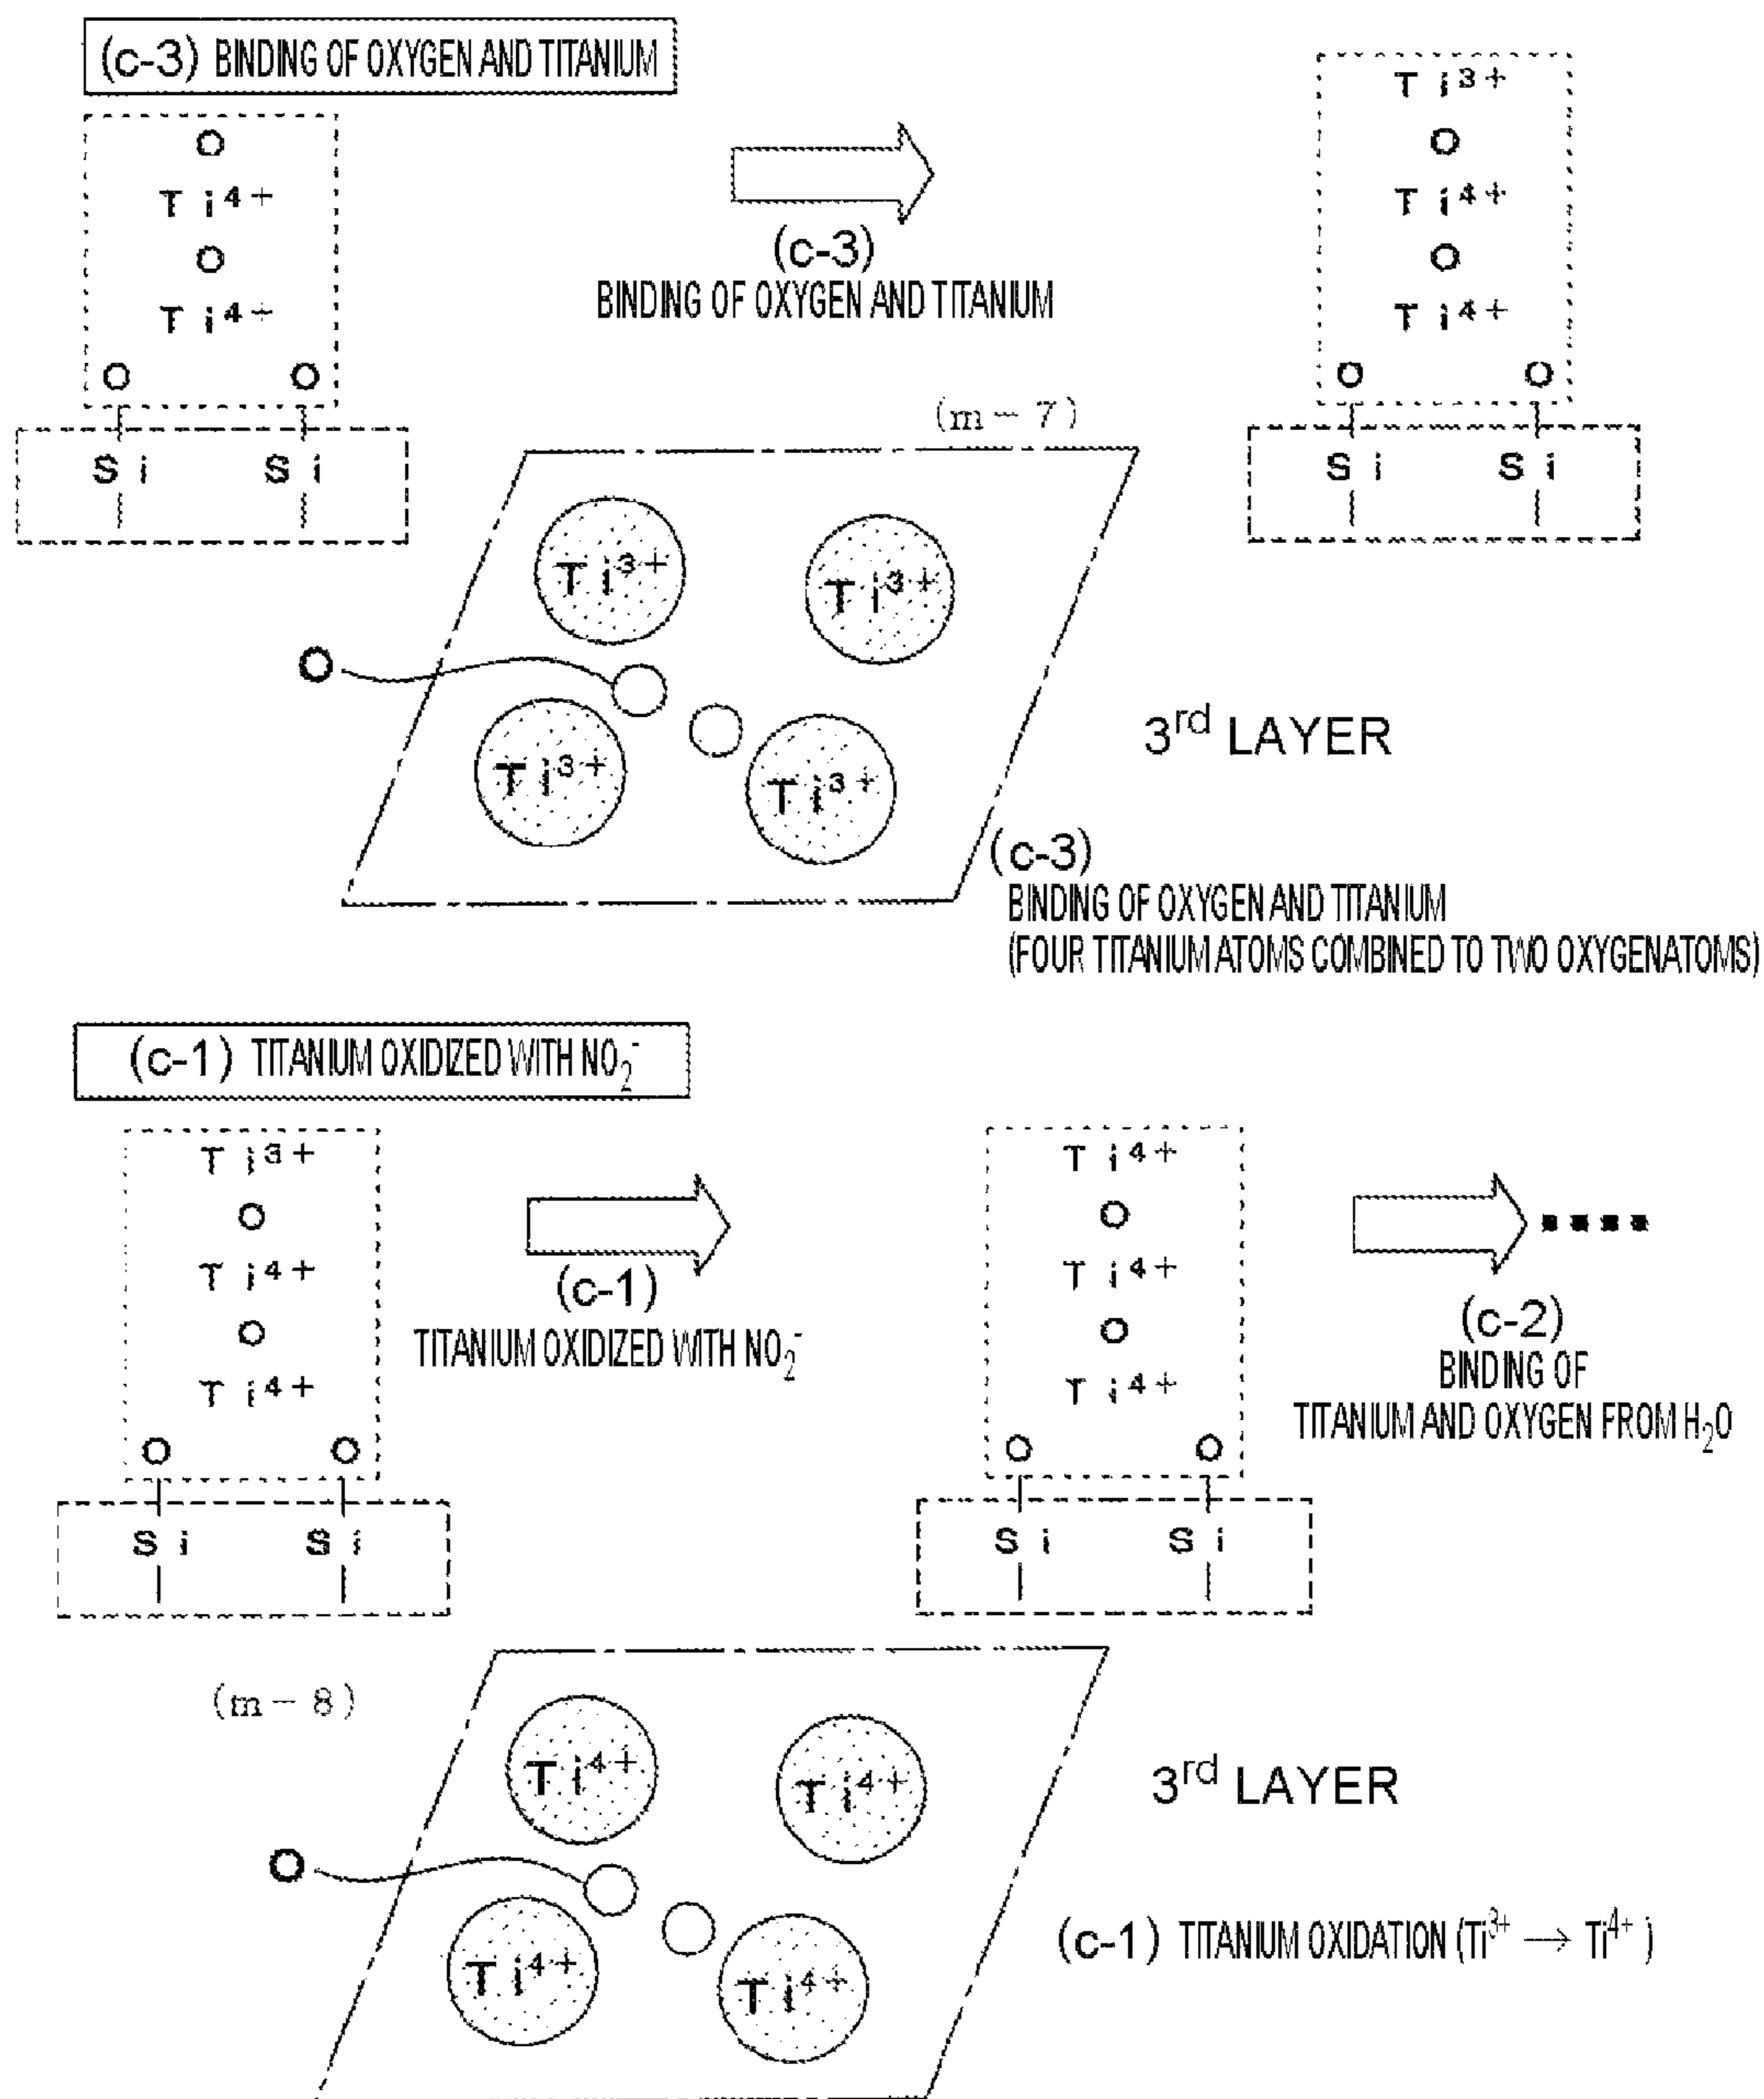 (c-3) BINDING OF OXYGEN AND TITANIUM
O
Ti⁴⁺
O
Ti⁴⁺
O O
Si Si
(c-3)
BINDING OF OXYGEN AND TITANIUM
Ti³⁺
O
Ti⁴⁺
O
Ti⁴⁺
O O
Si Si
(m-7)
Ti³⁺ Ti³⁺
O
Ti³⁺ Ti³⁺
3rd LAYER
(c-3)
BINDING OF OXYGEN AND TITANIUM
(FOUR TITANIUM ATOMS COMBINED TO TWO OXYGENATOMS)
(c-1) TITANIUM OXIDIZED WITH NO₂⁻
Ti³⁺
O
Ti⁴⁺
O
Ti⁴⁺
O O
Si Si
(c-1)
TITANIUM OXIDIZED WITH NO₂⁻
Ti⁴⁺
O
Ti⁴⁺
O
Ti⁴⁺
O O
Si Si
(c-2)
BINDING OF
TITANIUM AND OXYGEN FROM H₂O
(m-8)
Ti⁴⁺ Ti⁴⁺
O
Ti⁴⁺ Ti⁴⁺
3rd LAYER
(c-1) TITANIUM OXIDATION (Ti³⁺ → Ti⁴⁺)